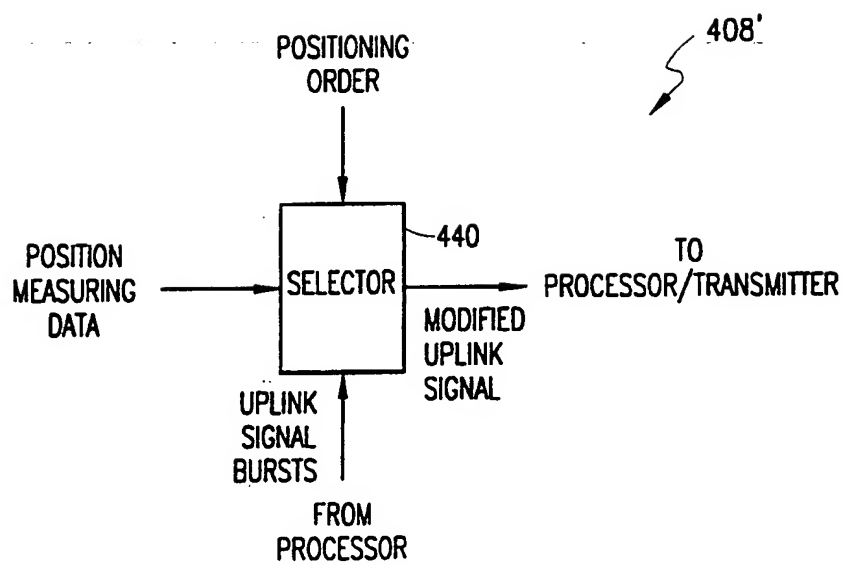 408'
POSITIONING
ORDER
440
POSITION
MEASURING
DATA
SELECTOR
TO
PROCESSOR/TRANSMITTER
MODIFIED
UPLINK
SIGNAL
UPLINK
SIGNAL
BURSTS
FROM
PROCESSOR